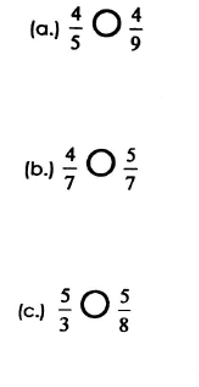 (a.) 4/5 ○ 4/9
(b.) 4/7 ○ 5/7
(c.) 5/3 ○ 5/8